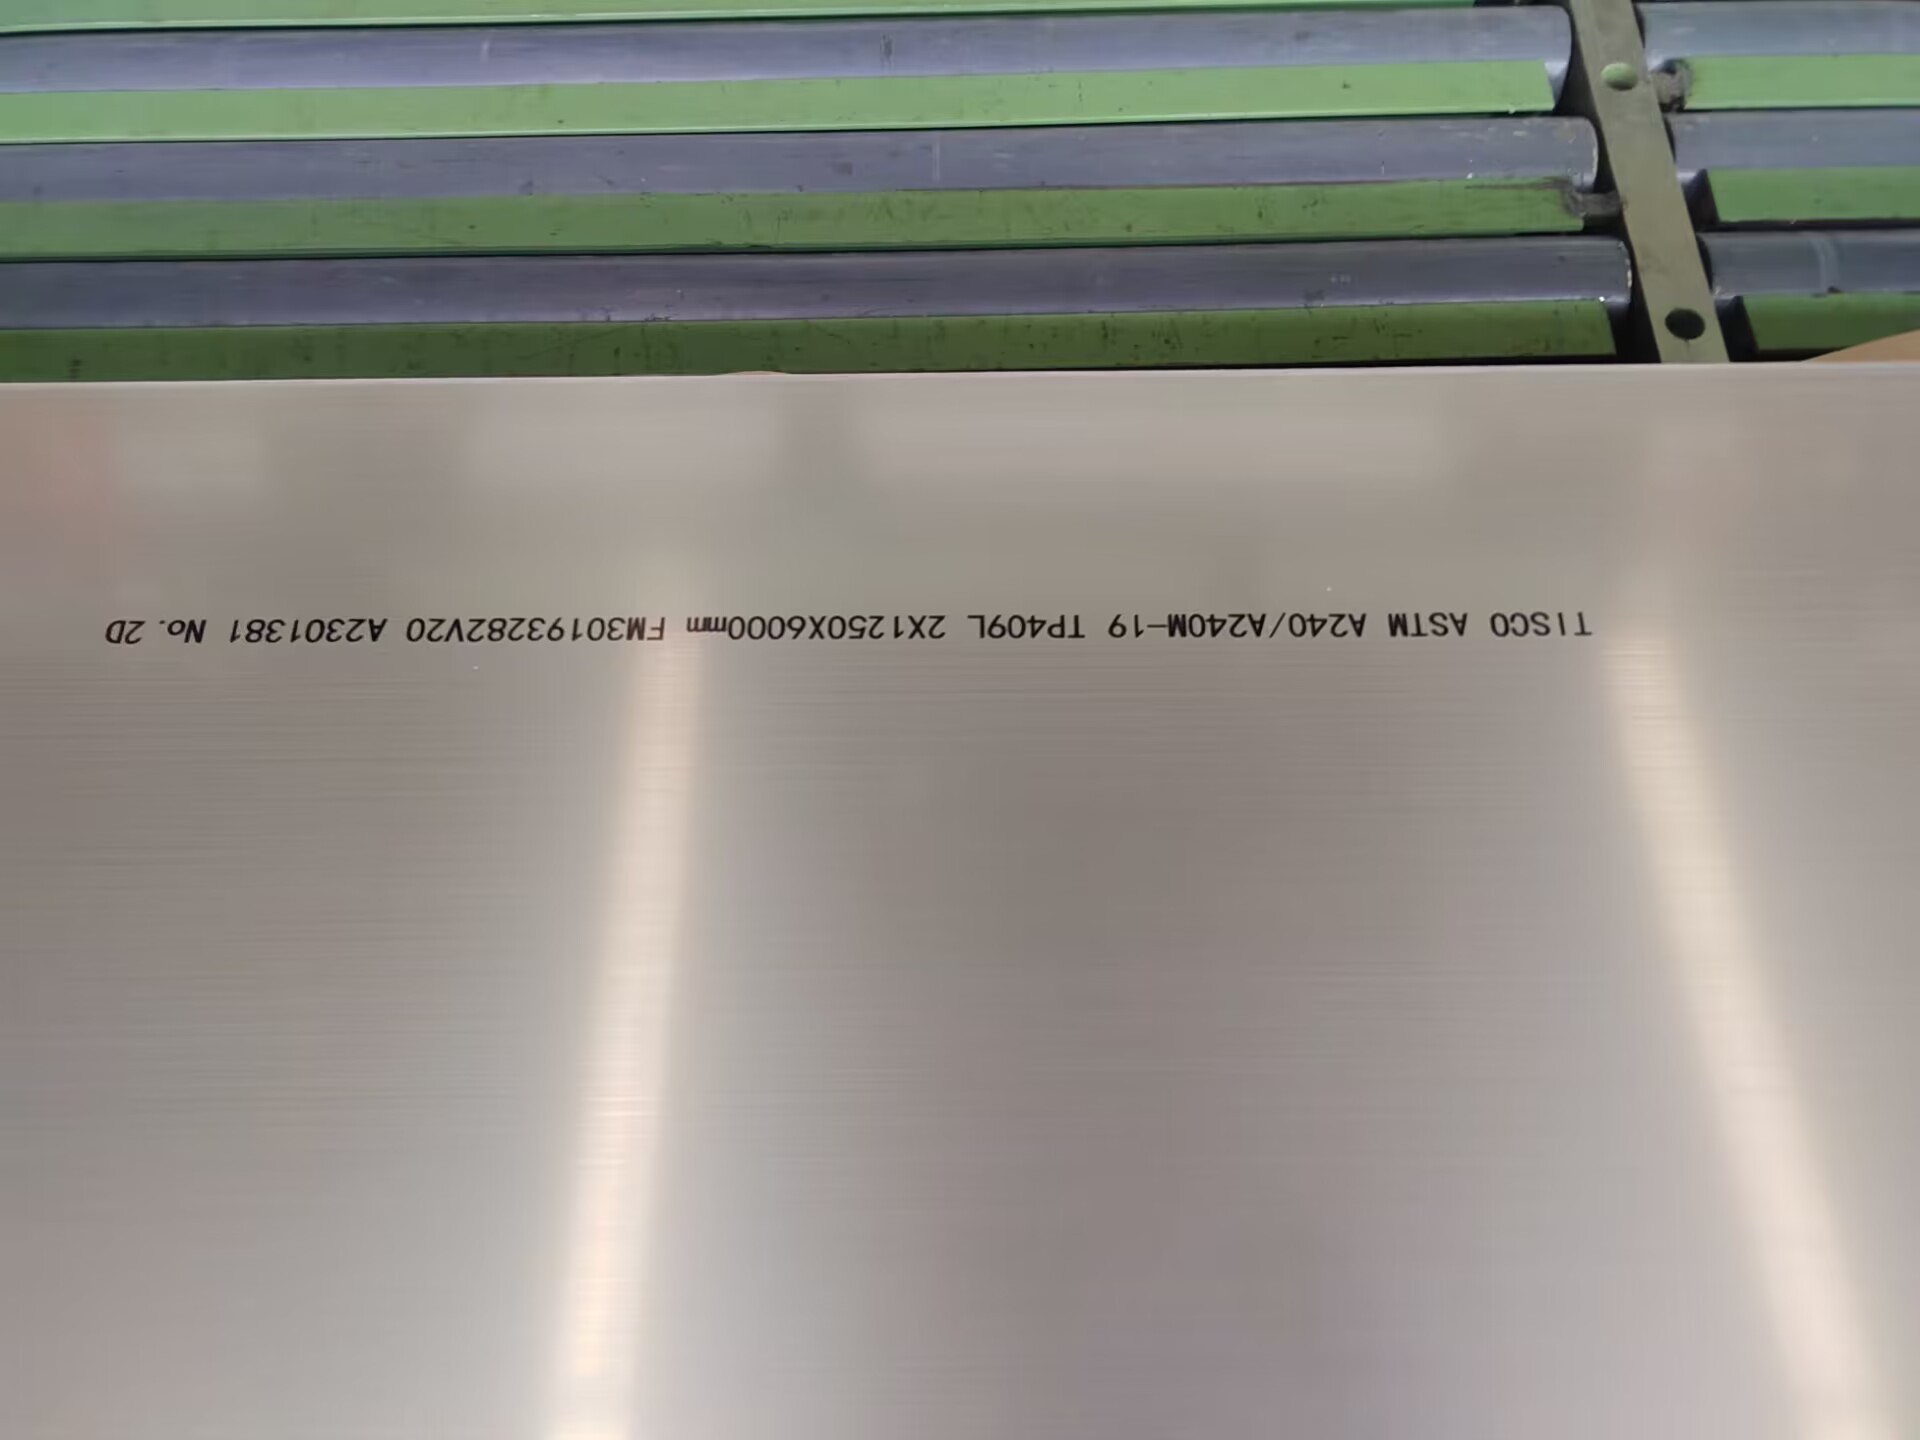 TISCO ASTM A240/A240M-19 TP409L 2X1250X6000mm FM30193282V20 A2301381 No. 2D